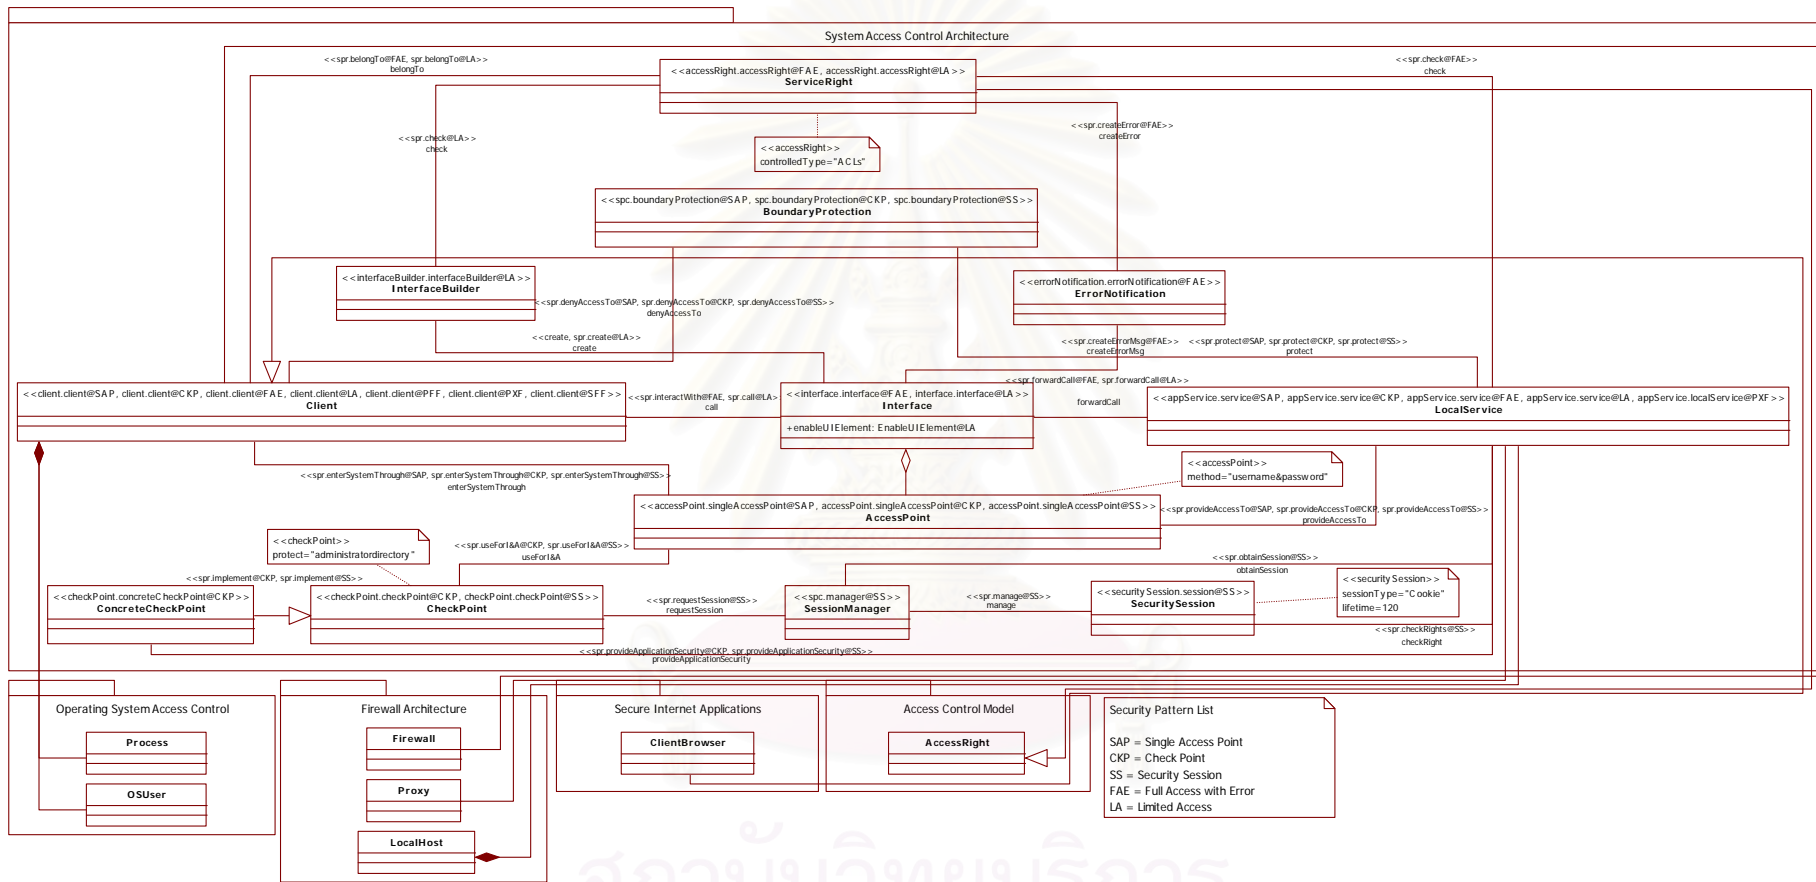 System Access Control Architecture
<<spr.belongTo@FAE, spr.belongTo@LA>>
belongTo
<<accessRight.accessRight@FAE, accessRight.accessRight@LA>>
ServiceRight
<<spr.check@FAE>>
check
<<spr.check@LA>>
check
<<spr.createError@FAE>>
createError
<<accessRight>>
controlledType="ACLs"
<<spc.boundaryProtection@SAP, spc.boundaryProtection@CKP, spc.boundaryProtection@SS>>
BoundaryProtection
<<interfaceBuilder.interfaceBuilder@LA>>
InterfaceBuilder
<<errorNotification.errorNotification@FAE>>
ErrorNotification
<<spr.denyAccessTo@SAP, spr.denyAccessTo@CKP, spr.denyAccessTo@SS>>
denyAccessTo
<<create, spr.create@LA>>
create
<<spr.createErrorMsg@FAE>>
createErrorMsg
<<spr.protect@SAP, spr.protect@CKP, spr.protect@SS>>
protect
<<client.client@SAP, client.client@CKP, client.client@FAE, client.client@LA, client.client@PFF, client.client@PXF, client.client@SFF>>
Client
<<spr.interactWith@FAE, spr.call@LA>>
call
<<interface.interface@FAE, interface.interface@LA>>
Interface
+enableUIElement: EnableUIElement@LA
<<spr.forwardCall@FAE, spr.forwardCall@LA>>
forwardCall
<<appService.service@SAP, appService.service@CKP, appService.service@FAE, appService.service@LA, appService.localService@PXF>>
LocalService
<<spr.enterSystemThrough@SAP, spr.enterSystemThrough@CKP, spr.enterSystemThrough@SS>>
enterSystemThrough
<<accessPoint>>
method="username&password"
<<accessPoint.singleAccessPoint@SAP, accessPoint.singleAccessPoint@CKP, accessPoint.singleAccessPoint@SS>>
AccessPoint
<<spr.provideAccessTo@SAP, spr.provideAccessTo@CKP, spr.provideAccessTo@SS>>
provideAccessTo
<<checkPoint>>
protect="administratordirectory"
<<spr.useForI&A@CKP, spr.useForI&A@SS>>
useForI&A
<<spr.obtainSession@SS>>
obtainSession
<<spr.implement@CKP, spr.implement@SS>>
<<checkPoint.concreteCheckPoint@CKP>>
ConcreteCheckPoint
<<checkPoint.checkPoint@CKP, checkPoint.checkPoint@SS>>
CheckPoint
<<spr.requestSession@SS>>
requestSession
<<spc.manager@SS>>
SessionManager
<<spr.manage@SS>>
manage
<<securitySession.session@SS>>
SecuritySession
<<securitySession>>
sessionType="Cookie"
lifetime=120
<<spr.checkRights@SS>>
checkRight
<<spr.provideApplicationSecurity@CKP, spr.provideApplicationSecurity@SS>>
provideApplicationSecurity
Operating System Access Control
Process
OSUser
Firewall Architecture
Firewall
Proxy
LocalHost
Secure Internet Applications
ClientBrowser
Access Control Model
AccessRight
Security Pattern List
SAP = Single Access Point
CKP = Check Point
SS = Security Session
FAE = Full Access with Error
LA = Limited Access
สถาบันวิทยบริการ